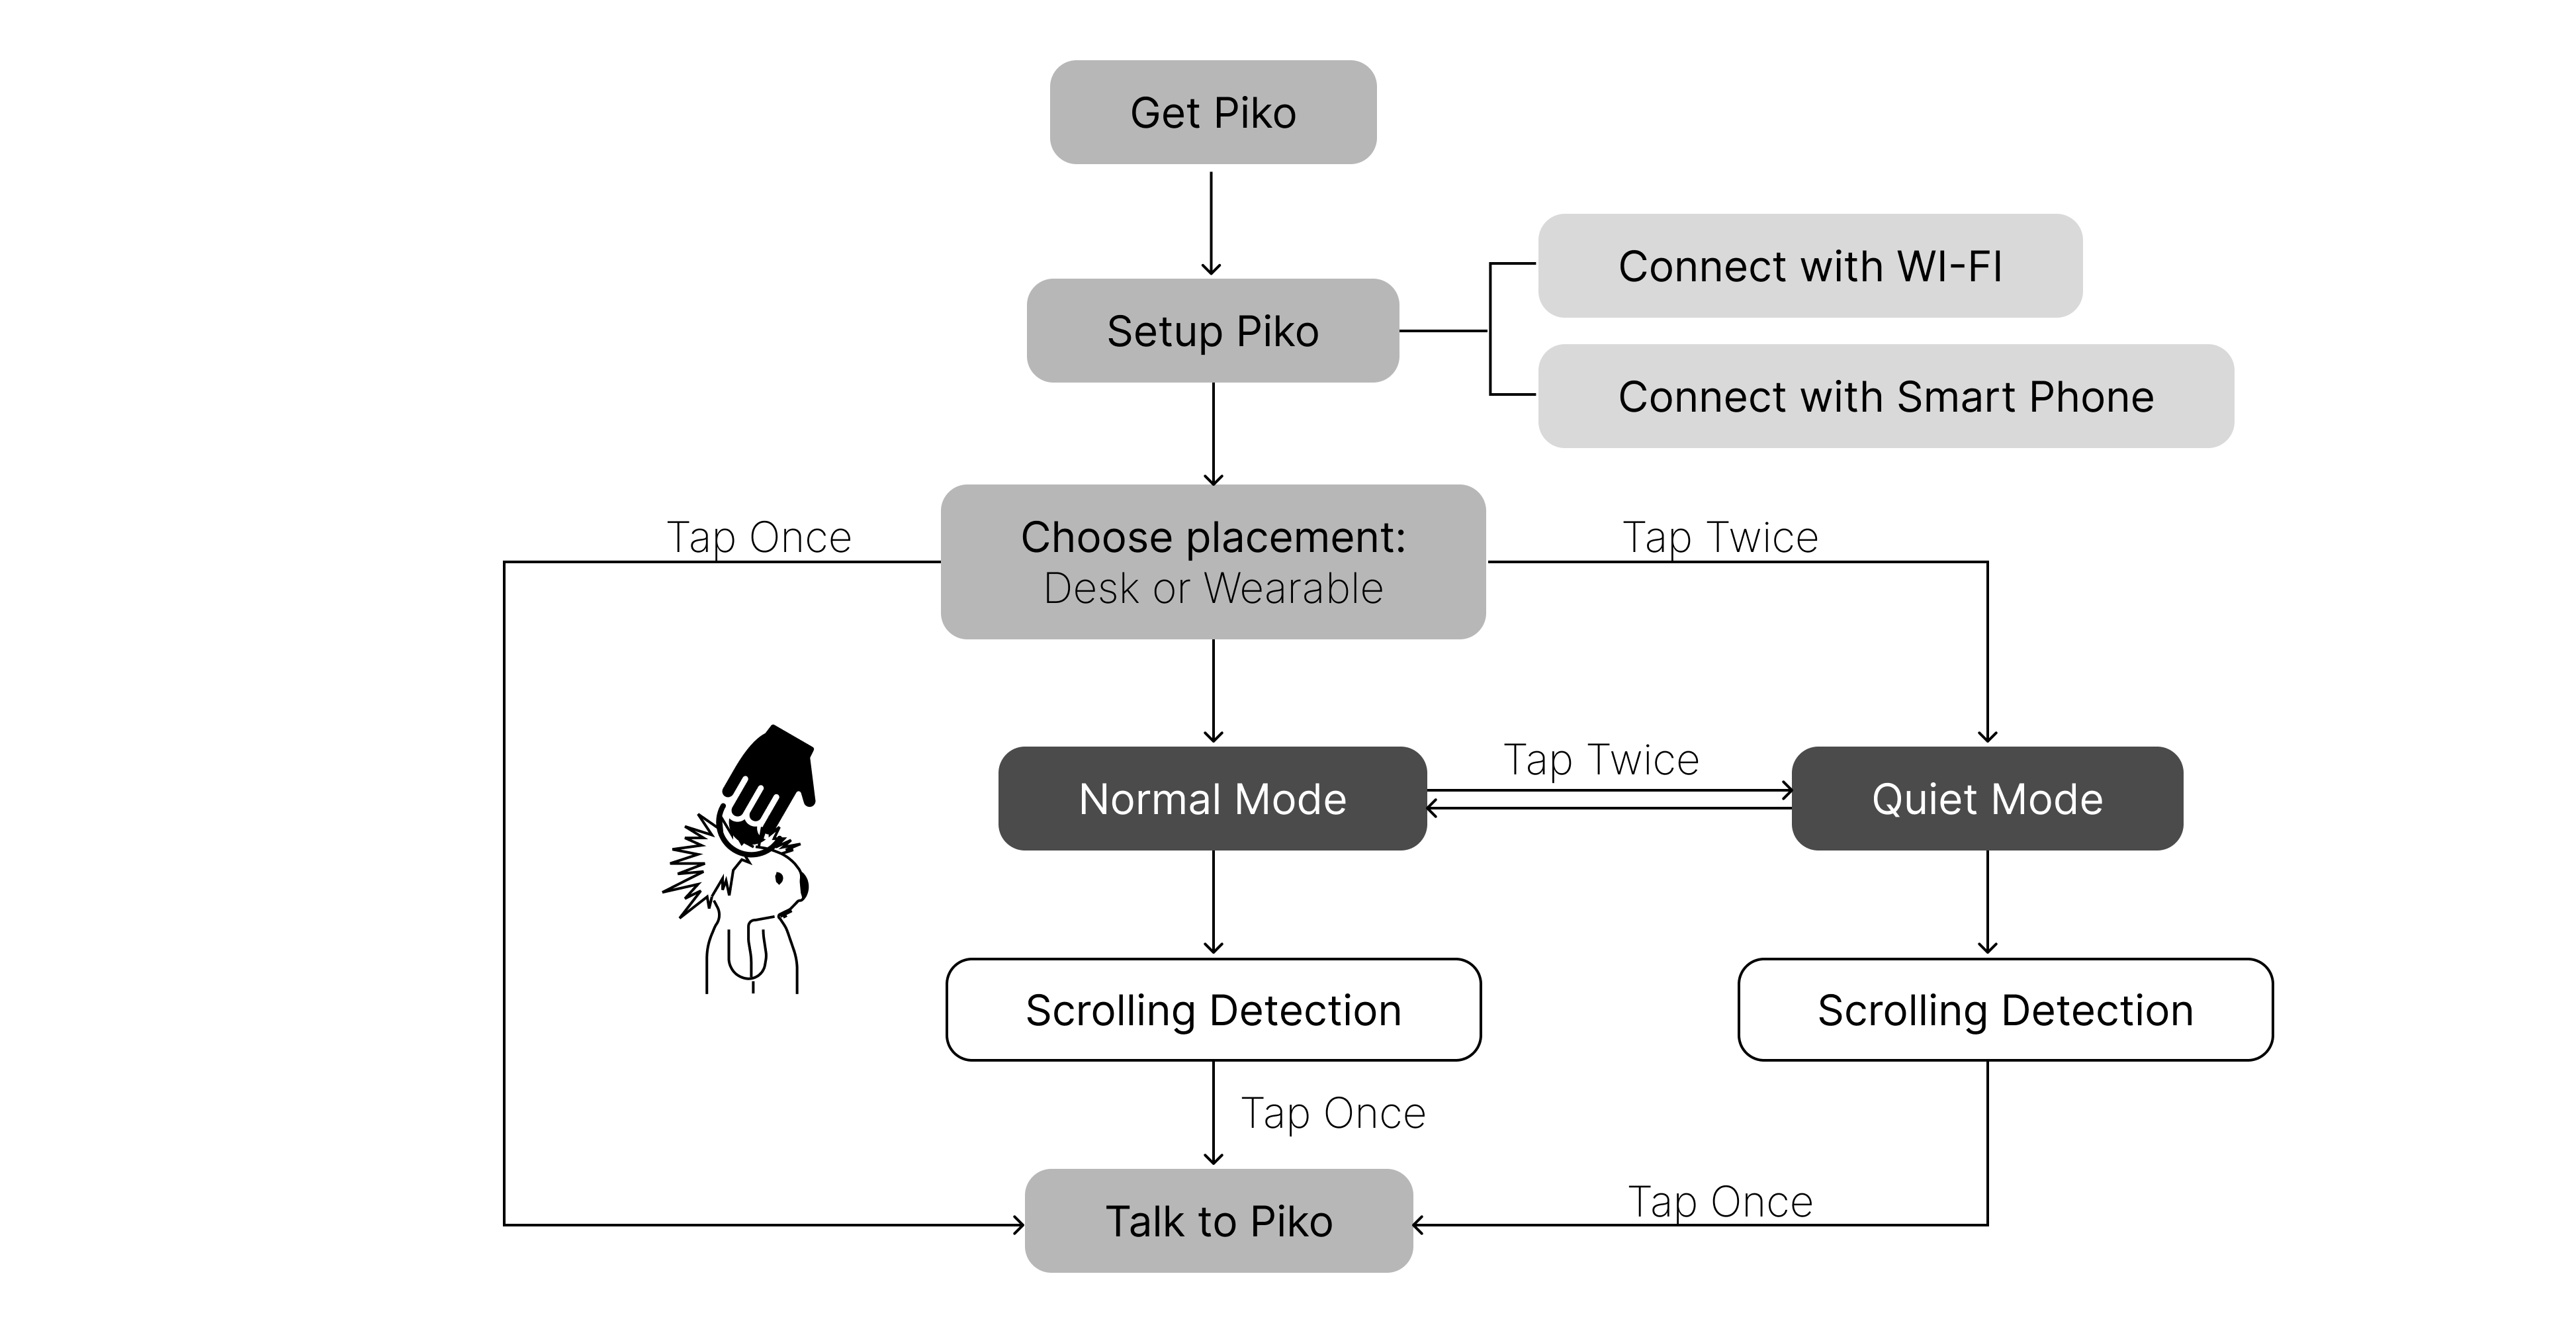 Get Piko
Setup Piko
Connect with WI-FI
Connect with Smart Phone
Tap Once
Choose placement:
Desk or Wearable
Tap Twice
Normal Mode
Tap Twice
Quiet Mode
Scrolling Detection
Scrolling Detection
Tap Once
Talk to Piko
Tap Once